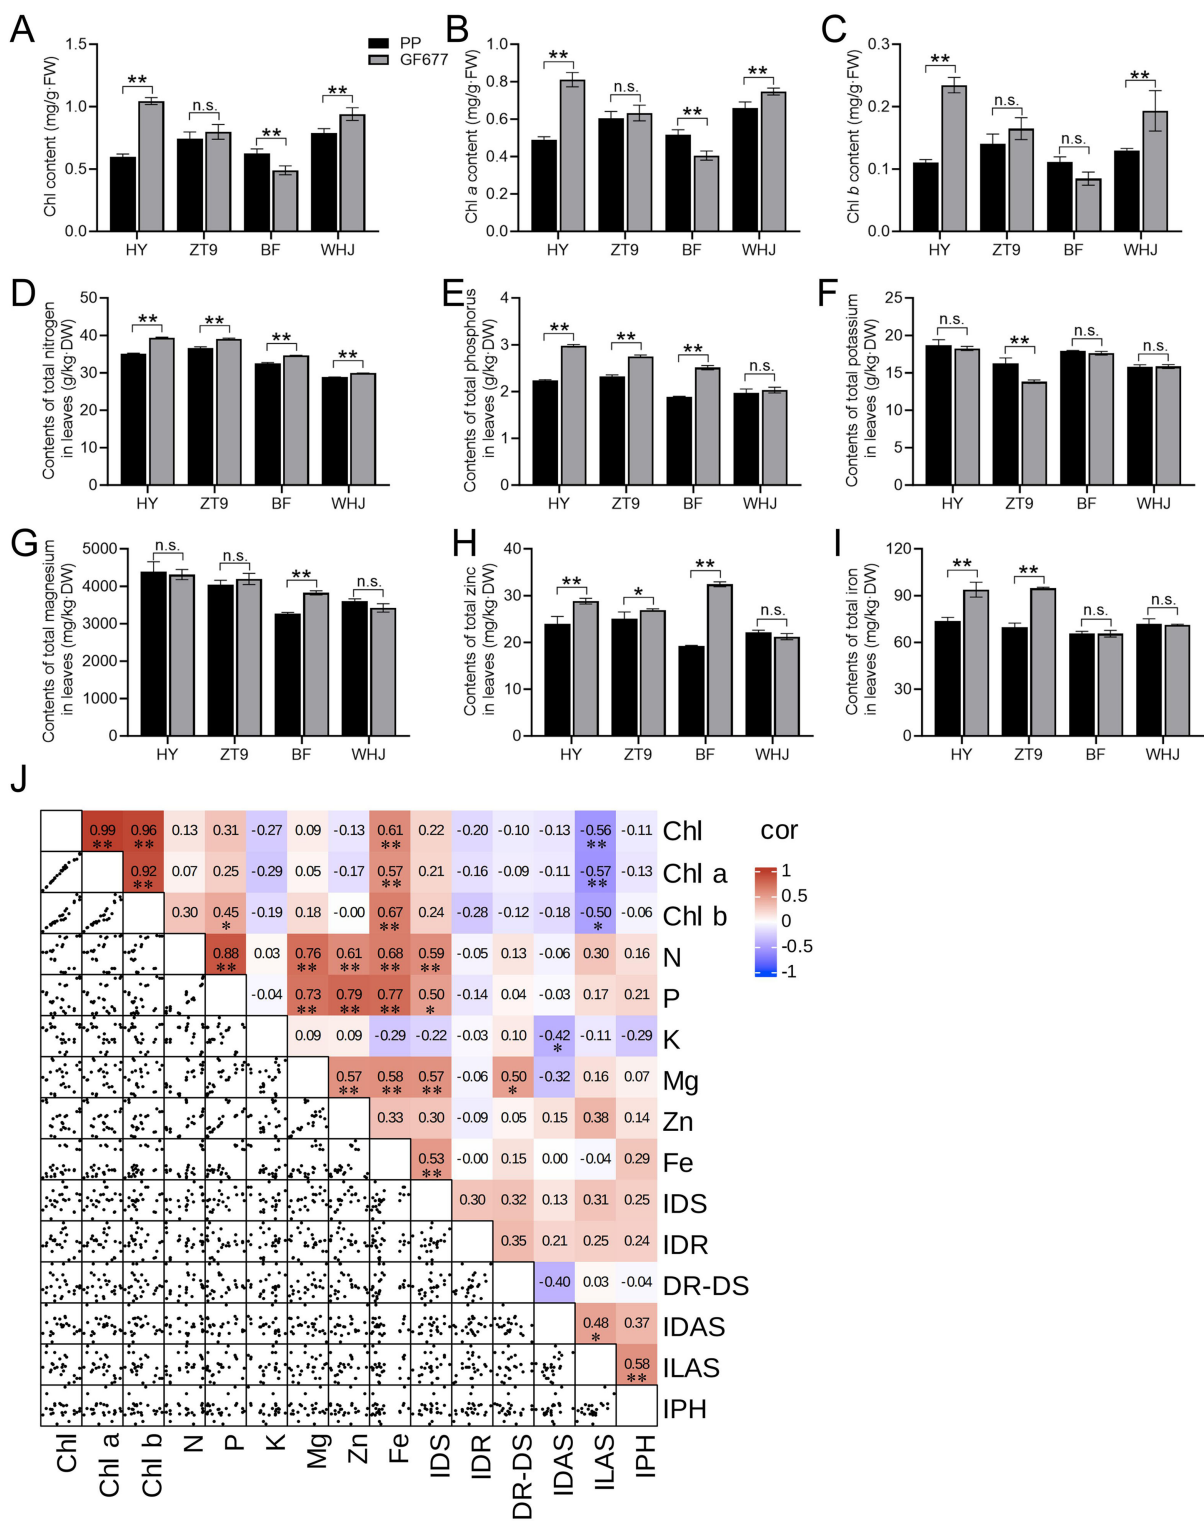 A
B
C
PP
GF677
Chl content (mg/g·FW)
1.5
1.0
0.5
0.0
**
n.s.
**
**
HY
ZT9
BF
WHJ
Chl a content (mg/g·FW)
1.0
0.8
0.6
0.4
0.2
0.0
**
n.s.
**
**
HY
ZT9
BF
WHJ
Chl b content (mg/g·FW)
0.3
0.2
0.1
0.0
**
n.s.
n.s.
**
HY
ZT9
BF
WHJ
D
Contents of total nitrogen
in leaves (g/kg·DW)
50
40
30
20
10
0
**
**
**
**
HY
ZT9
BF
WHJ
E
Contents of total phosphorus
in leaves (g/kg·DW)
4
3
2
1
0
**
**
**
n.s.
HY
ZT9
BF
WHJ
F
Contents of total potassium
in leaves (g/kg·DW)
25
20
15
10
5
0
n.s.
**
n.s.
n.s.
HY
ZT9
BF
WHJ
G
Contents of total magnesium
in leaves (mg/kg·DW)
5000
4000
3000
2000
1000
0
n.s.
n.s.
**
n.s.
HY
ZT9
BF
WHJ
H
Contents of total zinc
in leaves (mg/kg·DW)
40
30
20
10
0
**
*
**
n.s.
HY
ZT9
BF
WHJ
I
Contents of total iron
in leaves (mg/kg·DW)
120
90
60
30
0
**
**
n.s.
n.s.
HY
ZT9
BF
WHJ
J
0.99 0.96 0.13 0.31 -0.27 0.09 -0.13 0.61 0.22 -0.20 -0.10 -0.13 -0.56 -0.11 Chl
** ** ** **
0.92 0.07 0.25 -0.29 0.05 -0.17 0.57 0.21 -0.16 -0.09 -0.11 -0.57 -0.13 Chl a
** ** **
0.30 0.45 -0.19 0.18 -0.00 0.67 0.24 -0.28 -0.12 -0.18 -0.50 -0.06 Chl b
* ** *
0.88 0.03 0.76 0.61 0.68 0.59 -0.05 0.13 -0.06 0.30 0.16 N
** ** ** ** **
-0.04 0.73 0.79 0.77 0.50 -0.14 0.04 -0.03 0.17 0.21 P
** ** ** *
0.09 0.09 -0.29 -0.22 -0.03 0.10 -0.42 -0.11 -0.29 K
*
0.57 0.58 0.57 -0.06 0.50 -0.32 0.16 0.07 Mg
** ** ** *
0.33 0.30 -0.09 0.05 0.15 0.38 0.14 Zn
0.53 -0.00 0.15 0.00 -0.04 0.29 Fe
**
0.30 0.32 0.13 0.31 0.25 IDS
0.35 0.21 0.25 0.24 IDR
-0.40 0.03 -0.04 DR-DS
0.48 0.37 IDAS
*
0.58 ILAS
**
IPH
cor
1
0.5
0
-0.5
-1
Chl
Chl a
Chl b
N
P
K
Mg
Zn
Fe
IDS
IDR
DR-DS
IDAS
ILAS
IPH